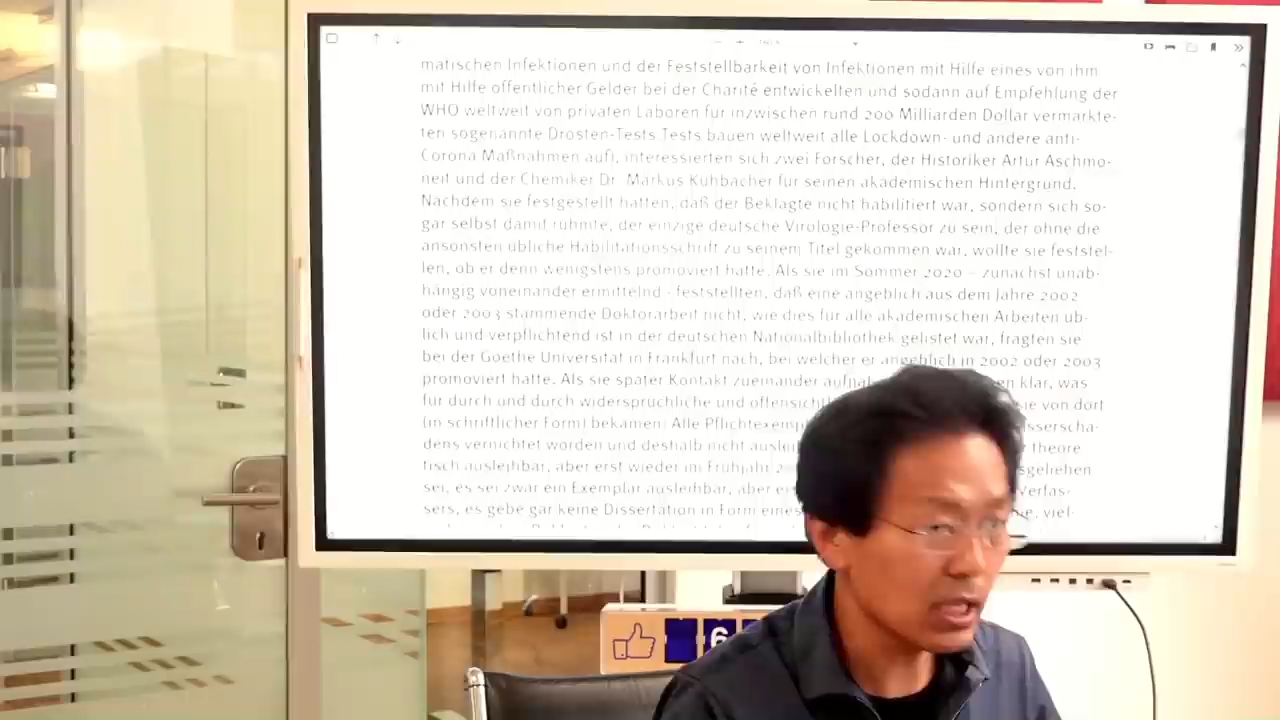 matischen Infektionen und der Feststellbarkeit von Infektionen mit Hilfe eines von ihm
mit Hilfe öffentlicher Gelder bei der Charité entwickelten und sodann auf Empfehlung der
WHO weltweit von privaten Laboren für inzwischen rund 200 Milliarden Dollar vermarkte-
ten sogenannte Drosten-Tests Tests bauen weltweit alle Lockdown- und andere anti-
Corona Maßnahmen auf), interessierten sich zwei Forscher, der Historiker Artur Aschmo-
neit und der Chemiker Dr. Markus Kühbacher für seinen akademischen Hintergrund.
Nachdem sie festgestellt hatten, daß der Beklagte nicht habilitiert war, sondern sich so-
gar selbst damit rühmte, der einzige deutsche Virologie-Professor zu sein, der ohne die
ansonsten übliche Habilitationsschrift zu seinem Titel gekommen war, wollte sie feststel-
len, ob er denn wenigstens promoviert hatte. Als sie im Sommer 2020 – zunächst unab-
hängig voneinander ermittelnd - feststellten, daß eine angeblich aus dem Jahre 2002
oder 2003 stammende Doktorarbeit nicht, wie dies für alle akademischen Arbeiten üb-
lich und verpflichtend ist in der deutschen Nationalbibliothek gelistet war, fragten sie
bei der Goethe Universität in Frankfurt nach, bei welcher er angeblich in 2002 oder 2003
promoviert hatte. Als sie später Kontakt zueinander klar, was
für durch und durch widersprüchliche und sie von dort
(in schriftlicher Form) bekamen: Alle
dens vernichtet worden und deshalb nicht theore
tisch ausleihbar, aber erst wieder im Frühjahr
sei, es sei zwar ein Exemplar ausleihbar, aber Verfas-
sers, es gebe gar keine Dissertation in Form eines viel-
6